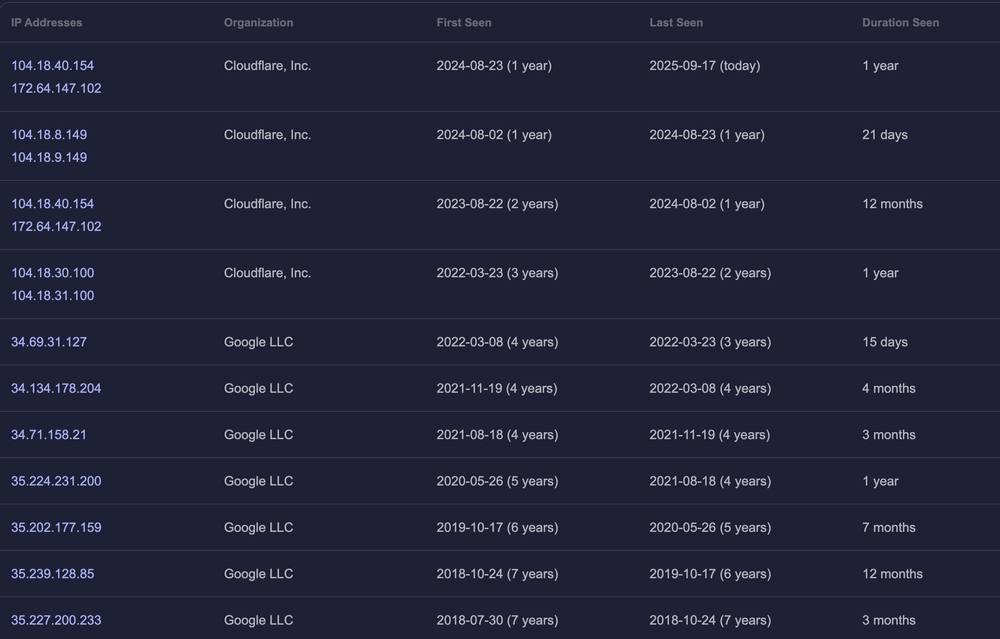 IP Addresses Organization First Seen Last Seen Duration Seen
104.18.40.154 Cloudflare, Inc. 2024-08-23 (1 year) 2025-09-17 (today) 1 year
172.64.147.102
104.18.8.149 Cloudflare, Inc. 2024-08-02 (1 year) 2024-08-23 (1 year) 21 days
104.18.9.149
104.18.40.154 Cloudflare, Inc. 2023-08-22 (2 years) 2024-08-02 (1 year) 12 months
172.64.147.102
104.18.30.100 Cloudflare, Inc. 2022-03-23 (3 years) 2023-08-22 (2 years) 1 year
104.18.31.100
34.69.31.127 Google LLC 2022-03-08 (4 years) 2022-03-23 (3 years) 15 days
34.134.178.204 Google LLC 2021-11-19 (4 years) 2022-03-08 (4 years) 4 months
34.71.158.21 Google LLC 2021-08-18 (4 years) 2021-11-19 (4 years) 3 months
35.224.231.200 Google LLC 2020-05-26 (5 years) 2021-08-18 (4 years) 1 year
35.202.177.159 Google LLC 2019-10-17 (6 years) 2020-05-26 (5 years) 7 months
35.239.128.85 Google LLC 2018-10-24 (7 years) 2019-10-17 (6 years) 12 months
35.227.200.233 Google LLC 2018-07-30 (7 years) 2018-10-24 (7 years) 3 months